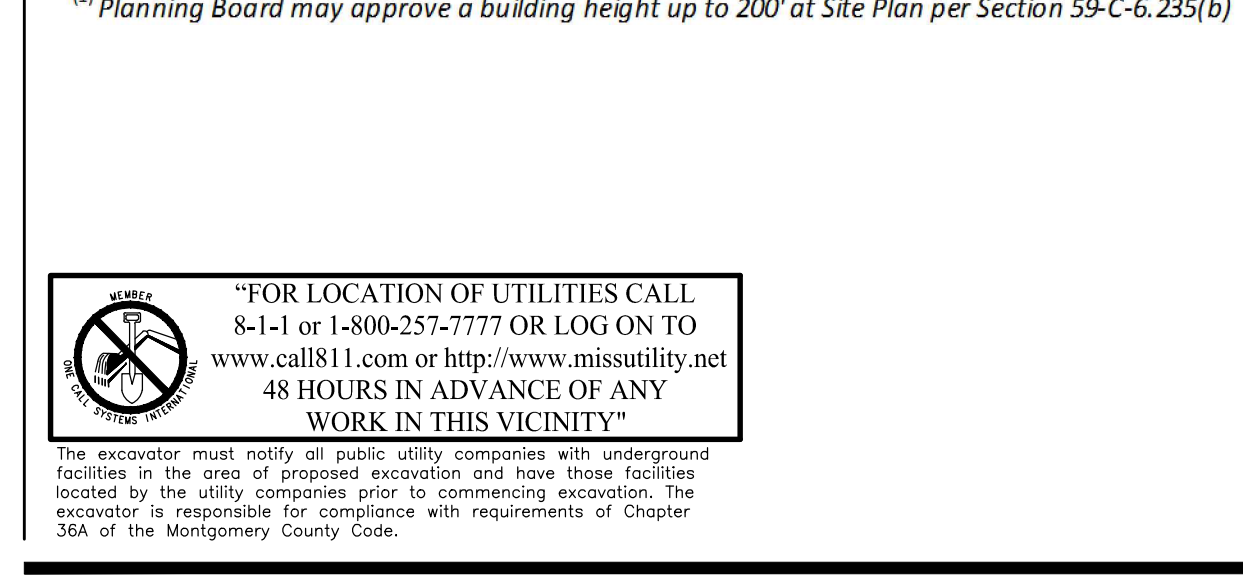 Planning Board may approve a building height up to 200' at Site Plan per Section 59-C-6.235(b)
MEMBER
ONE CALL SYSTEMS INTERNATIONAL
“FOR LOCATION OF UTILITIES CALL
8-1-1 or 1-800-257-7777 OR LOG ON TO
www.call811.com or http://www.missutility.net
48 HOURS IN ADVANCE OF ANY
WORK IN THIS VICINITY"
The excavator must notify all public utility companies with underground
facilities in the area of proposed excavation and have those facilities
located by the utility companies prior to commencing excavation. The
excavator is responsible for compliance with requirements of Chapter
36A of the Montgomery County Code.